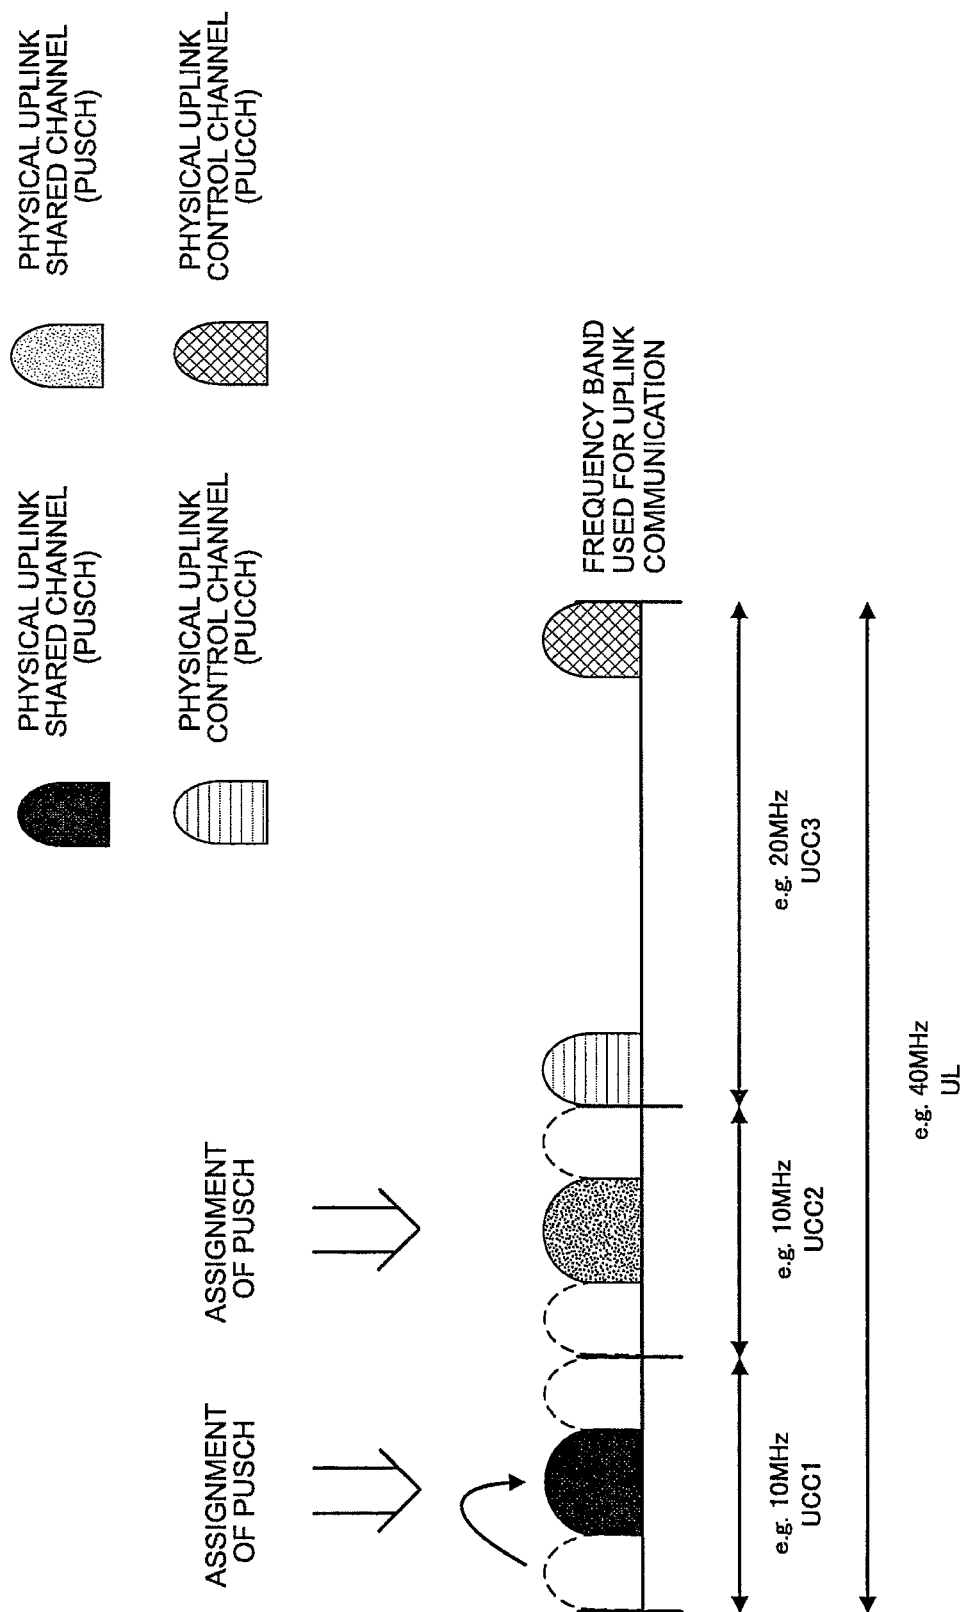 PHYSICAL UPLINK
SHARED CHANNEL
(PUSCH)
PHYSICAL UPLINK
SHARED CHANNEL
(PUSCH)
PHYSICAL UPLINK
CONTROL CHANNEL
(PUCCH)
PHYSICAL UPLINK
CONTROL CHANNEL
(PUCCH)
ASSIGNMENT
OF PUSCH
ASSIGNMENT
OF PUSCH
FREQUENCY BAND
USED FOR UPLINK
COMMUNICATION
e.g. 10MHz
UCC1
e.g. 10MHz
UCC2
e.g. 20MHz
UCC3
e.g. 40MHz
UL